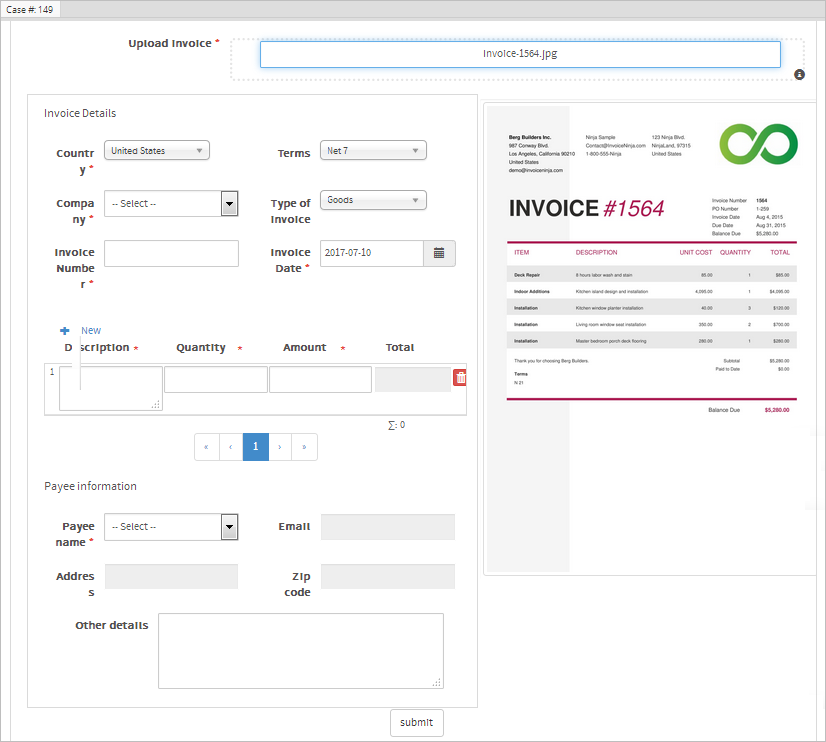 Case #: 149
Upload Invoice *
Invoice-1564.jpg
Invoice Details
Countr
y *
United States
Terms
Net 7
Compa
ny *
-- Select --
Type of
Invoice
Goods
Invoice
Numbe
r *
Invoice
Date *
2017-07-10
New
D scription *
Quantity *
Amount *
Total
1
∑: 0
« ‹ 1 › »
Payee information
Payee
name *
-- Select --
Email
Addres
s
Zip
code
Other details
submit
Berg Builders Inc.
987 Conway Blvd.
Los Angeles, California 90210
United States
demo@invoiceninja.com
Ninja Sample
Contact@InvoiceNinja.com
1-800-555-Ninja
123 Ninja Blvd.
NinjaLand, 97315
United States
INVOICE #1564
Invoice Number 1564
PO Number 1-259
Invoice Date Aug 4, 2015
Due Date Aug 31, 2015
Balance Due $5,280.00
ITEM DESCRIPTION UNIT COST QUANTITY TOTAL
Deck Repair 8 hours labor wash and stain 85.00 1 $85.00
Indoor Additions Kitchen island design and installation 4,095.00 1 $4,095.00
Installation Kitchen window planter installation 40.00 3 $120.00
Installation Living room window seat installation 350.00 2 $700.00
Installation Master bedroom porch deck flooring 280.00 1 $280.00
Thank you for choosing Berg Builders.
Subtotal $5,280.00
Paid to Date $0.00
Terms
N 21
Balance Due $5,280.00